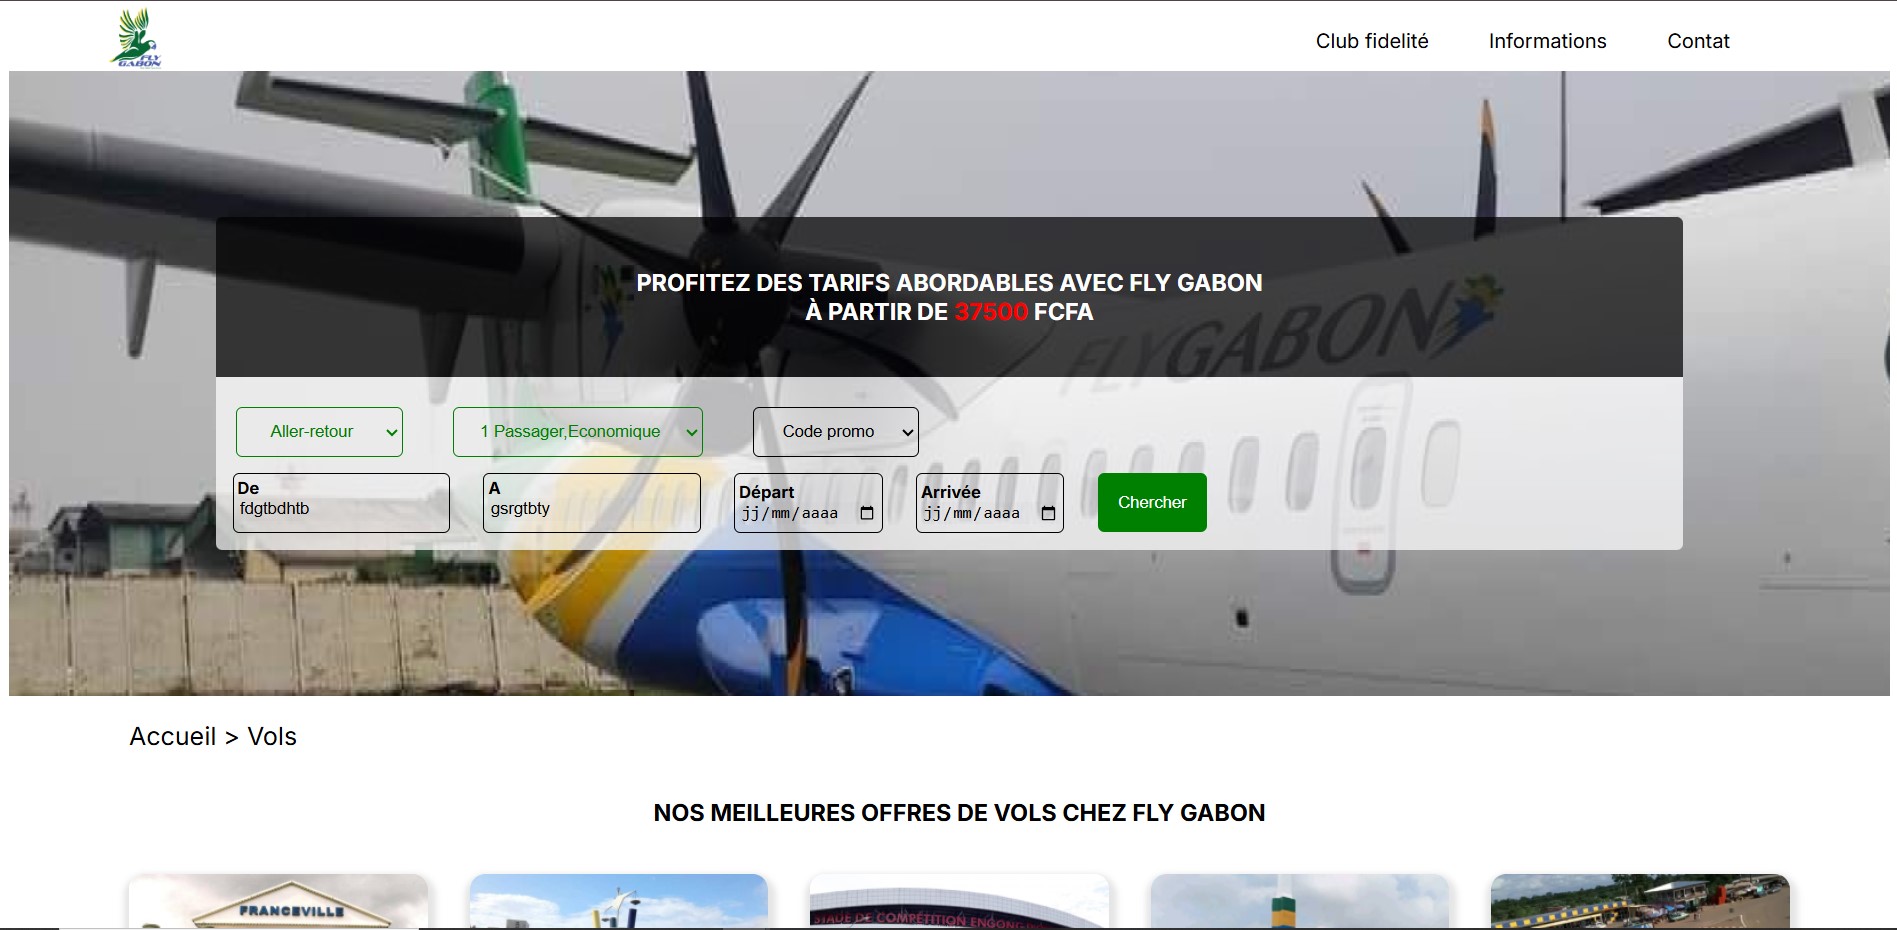 FLY
GABON
Club fidelité
Informations
Contat
PROFITEZ DES TARIFS ABORDABLES AVEC FLY GABON
À PARTIR DE 37500 FCFA
FLYGABON
Aller-retour
1 Passager,Economique
Code promo
De
fdgtbdhtb
A
gsrgtbty
Départ
jj/mm/aaaa
Arrivée
jj/mm/aaaa
Chercher
Accueil > Vols
NOS MEILLEURES OFFRES DE VOLS CHEZ FLY GABON
FRANCEVILLE
STADE DE COMPÉTITION ENGONG